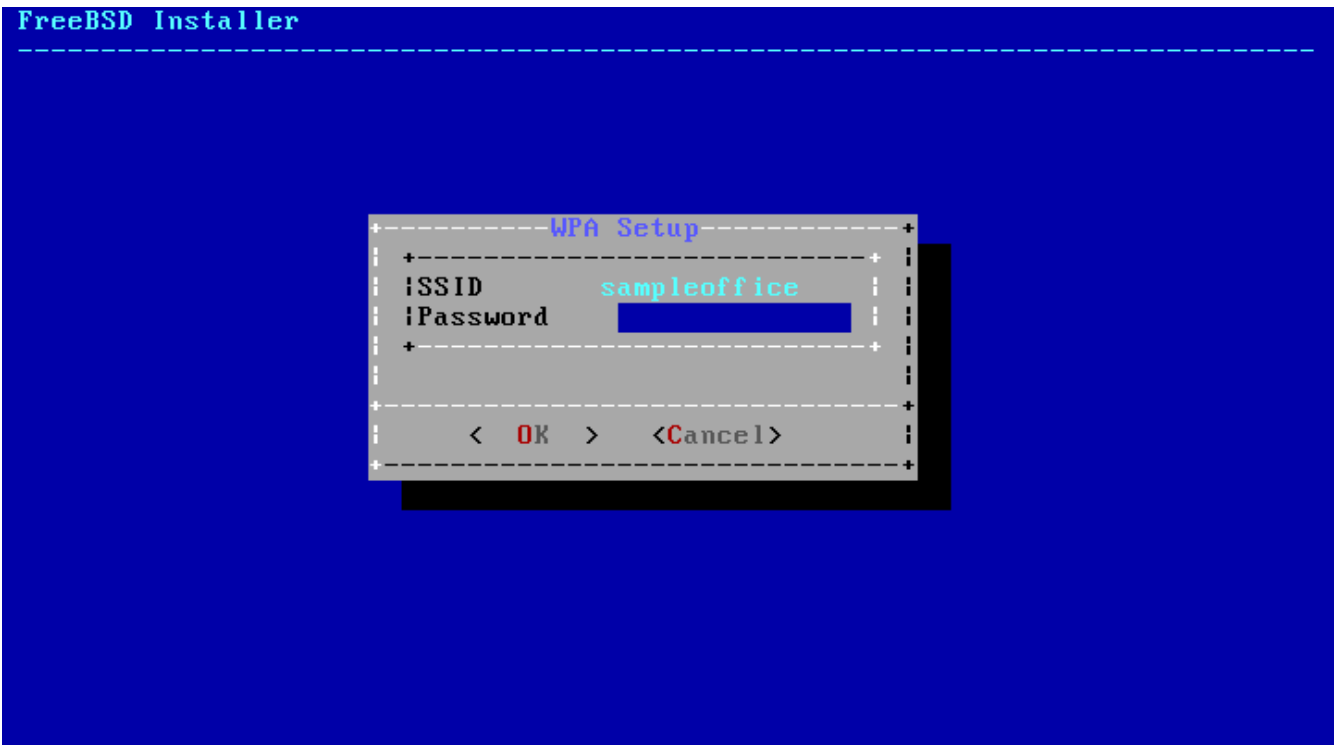 FreeBSD Installer
WPA Setup
SSID sampleoffice
Password
< OK > <Cancel>